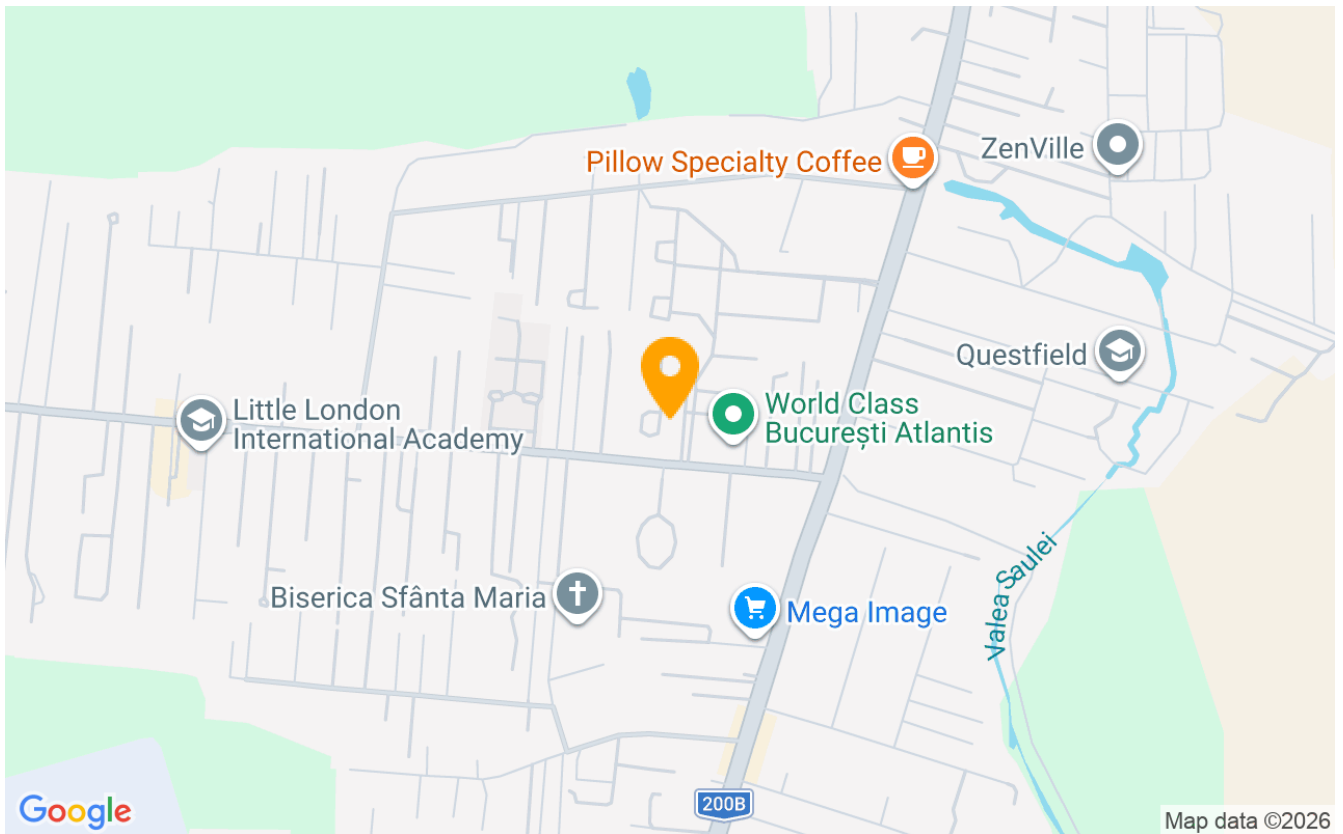 Pillow Specialty Coffee
ZenVille
Questfield
Little London
International Academy
World Class
București Atlantis
Valea Saulei
Biserica Sfânta Maria
Mega Image
200B
Google
Map data ©2026